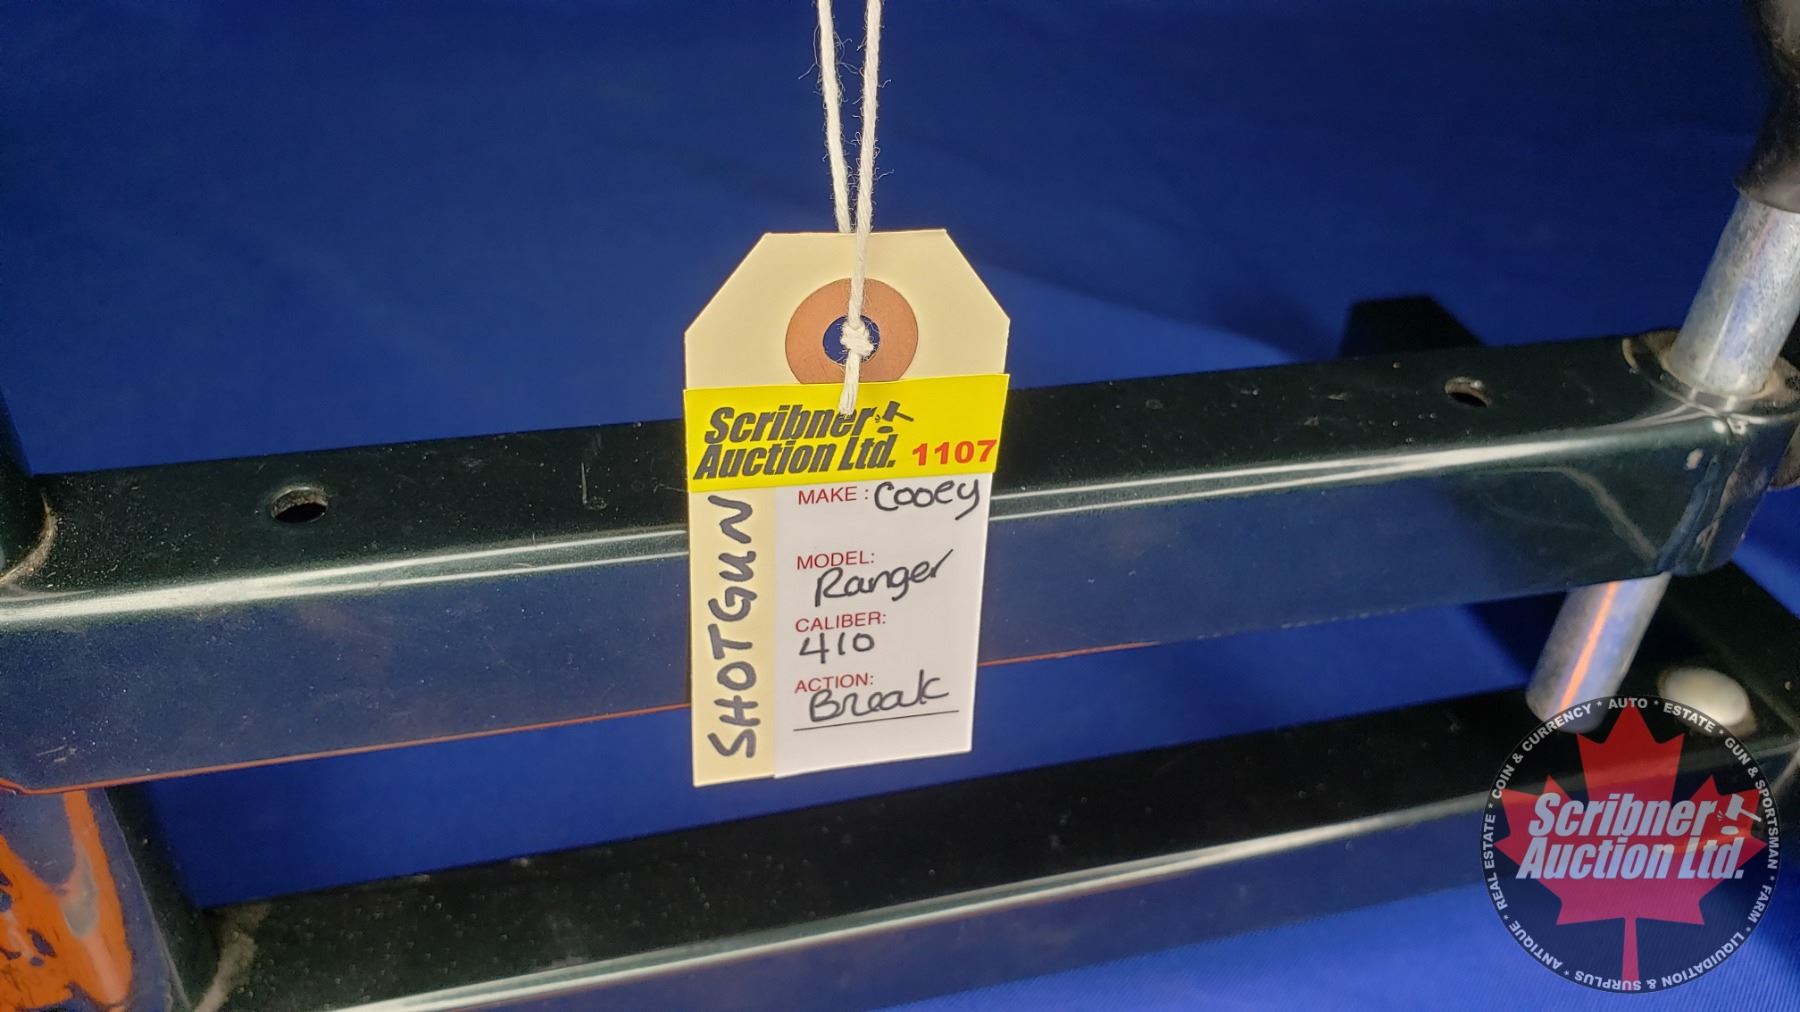 Scribner
Auction Ltd. 1107
SHOTGUN
MAKE: Cooey
MODEL:
Ranger
CALIBER:
410
ACTION:
Break
Scribner
Auction Ltd.
* REAL ESTATE * COIN & CURRENCY * AUTO * ESTATE * GUN & SPORTSMAN * FARM * LIQUIDATION & SURPLUS * ANTIQUE